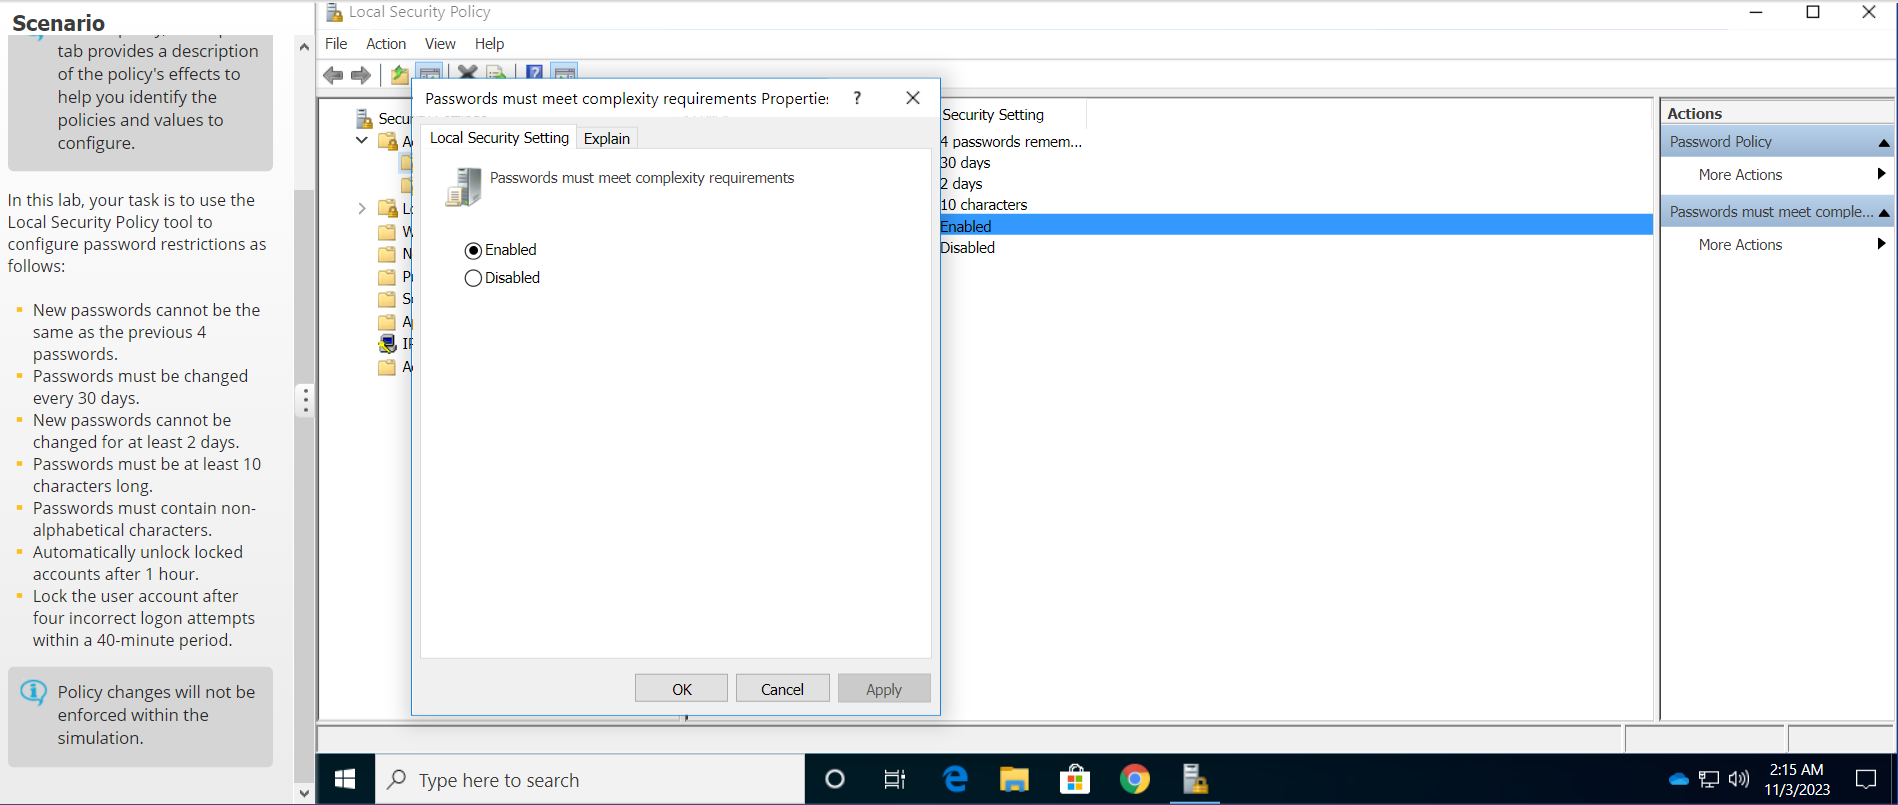 Scenario
tab provides a description
of the policy's effects to
help you identify the
policies and values to
configure.
In this lab, your task is to use the
Local Security Policy tool to
configure password restrictions as
follows:
New passwords cannot be the
same as the previous 4
passwords.
Passwords must be changed
every 30 days.
New passwords cannot be
changed for at least 2 days.
Passwords must be at least 10
characters long.
Passwords must contain non-
alphabetical characters.
Automatically unlock locked
accounts after 1 hour.
Lock the user account after
four incorrect logon attempts
within a 40-minute period.
Policy changes will not be
enforced within the
simulation.
Local Security Policy
File Action View Help
Passwords must meet complexity requirements Properties
Local Security Setting Explain
Passwords must meet complexity requirements
Enabled
Disabled
OK Cancel Apply
Security Setting
4 passwords remem...
30 days
2 days
10 characters
Enabled
Disabled
Actions
Password Policy
More Actions
Passwords must meet comple...
More Actions
Type here to search
2:15 AM
11/3/2023